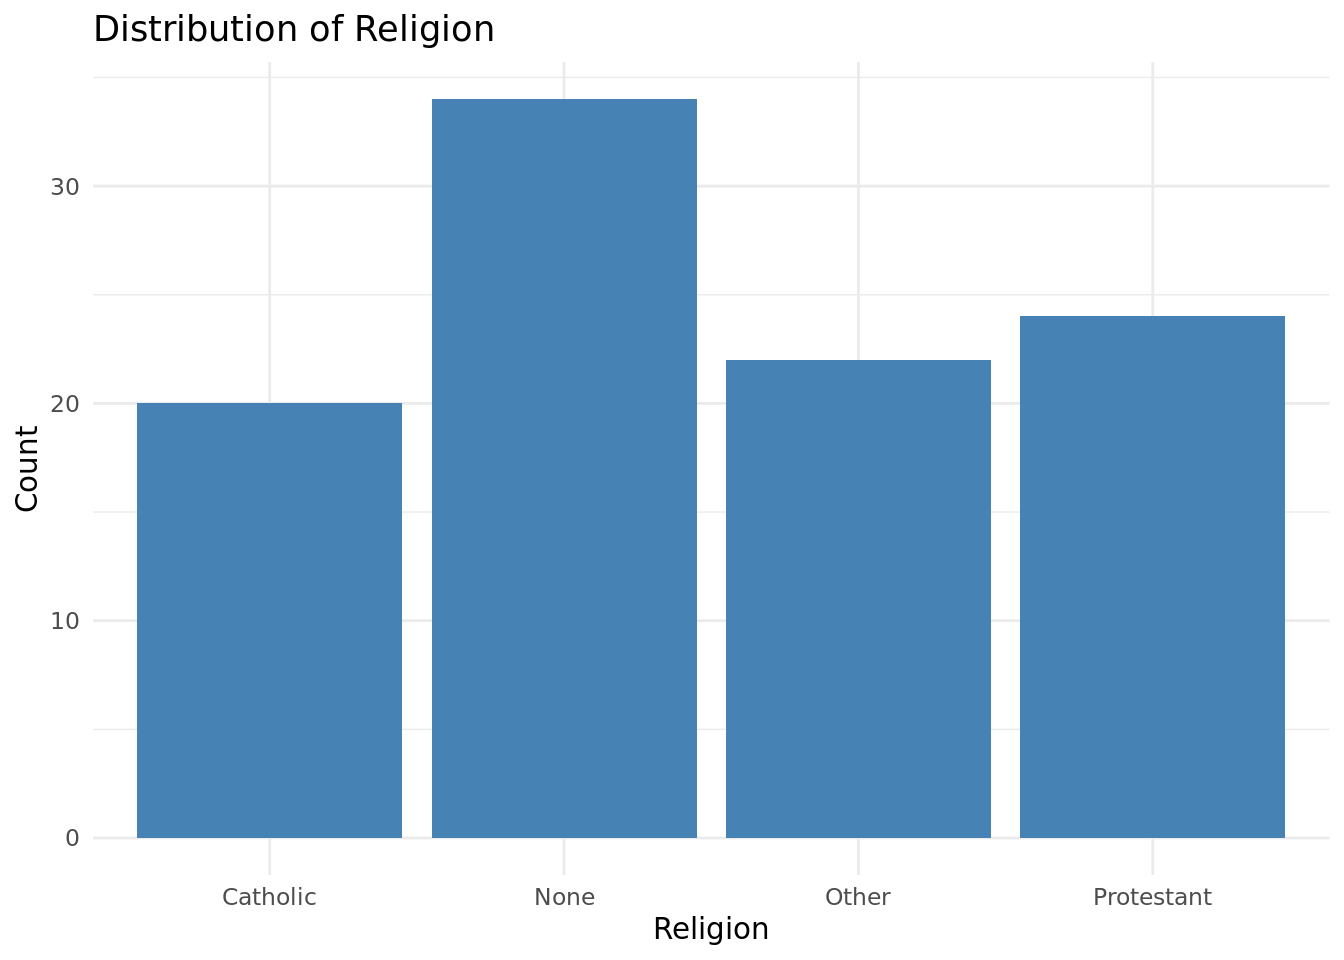 Distribution of Religion
Count
30
20
10
0
Catholic None Other Protestant
Religion